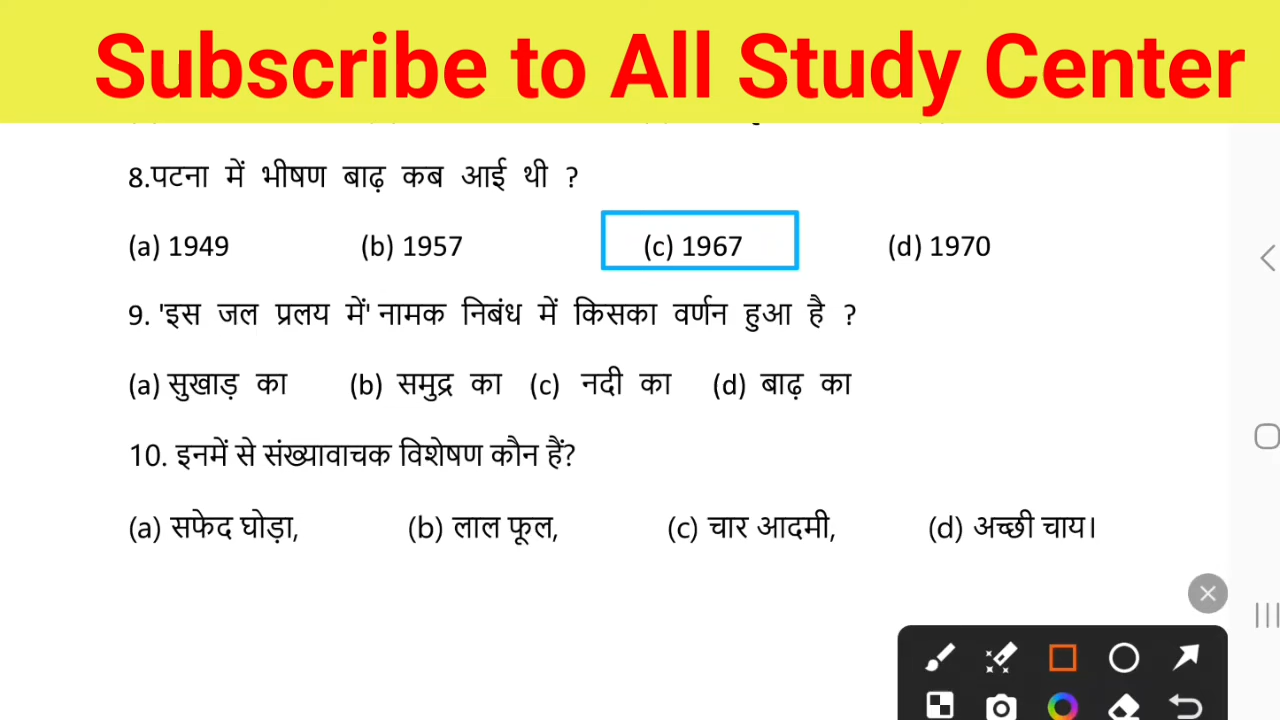 Subscribe to All Study Center
8.पटना में भीषण बाढ़ कब आई थी ?
(a) 1949 (b) 1957 (c) 1967 (d) 1970
9. 'इस जल प्रलय में' नामक निबंध में किसका वर्णन हुआ है ?
(a) सुखाड़ का (b) समुद्र का (c) नदी का (d) बाढ़ का
10. इनमें से संख्यावाचक विशेषण कौन हैं?
(a) सफेद घोड़ा, (b) लाल फूल, (c) चार आदमी, (d) अच्छी चाय।